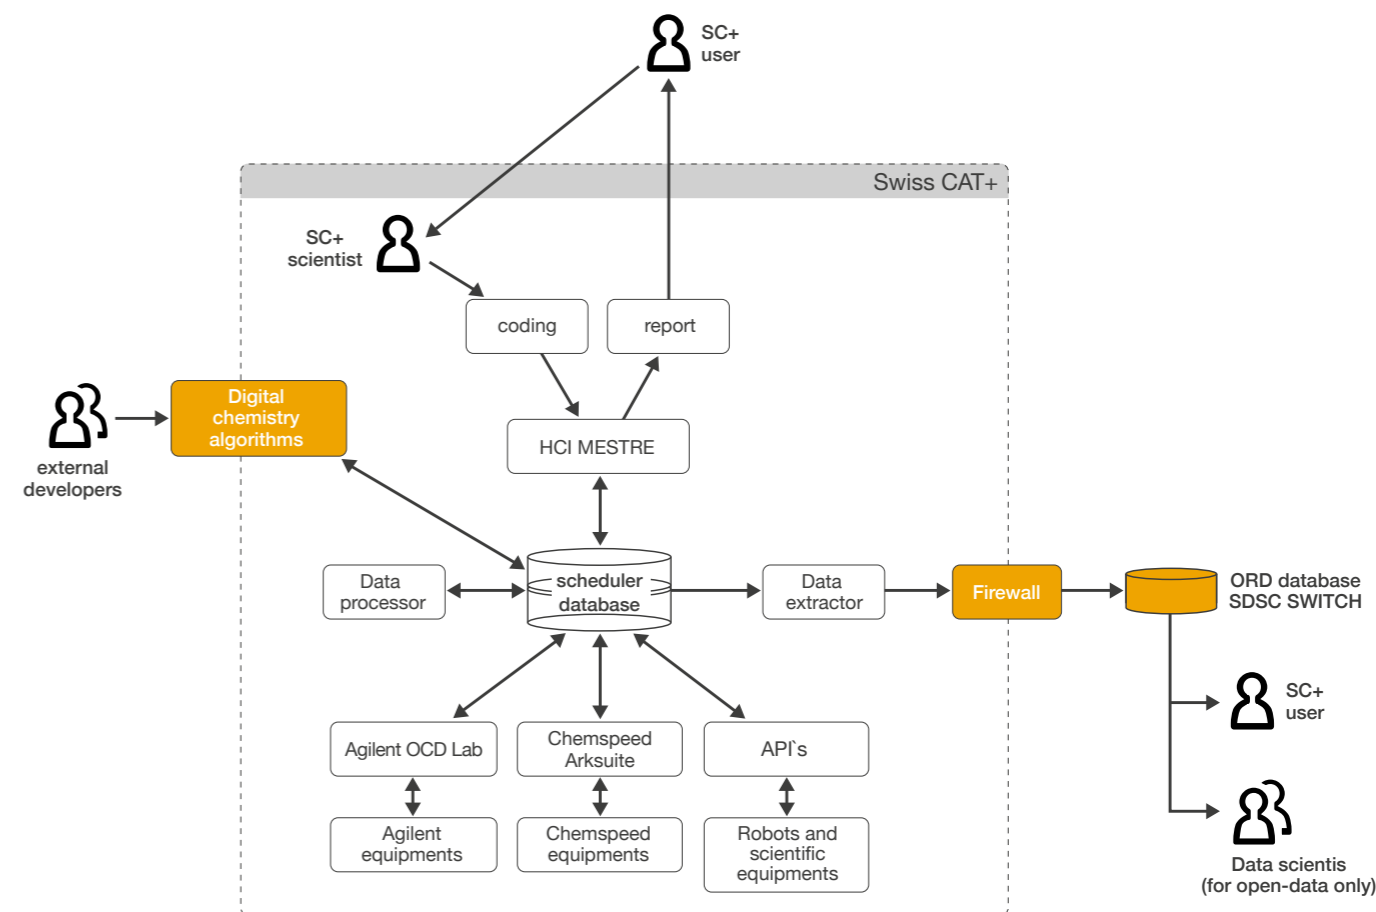 SC+
user
Swiss CAT+
SC+
scientist
coding
report
Digital
chemistry
algorithms
external
developers
HCI MESTRE
Data
processor
scheduler
database
Data
extractor
Firewall
ORD database
SDSC SWITCH
SC+
user
Agilent OCD Lab
Chemspeed
Arksuite
API`s
Agilent
equipments
Chemspeed
equipments
Robots and
scientific
equipments
Data scientis
(for open-data only)